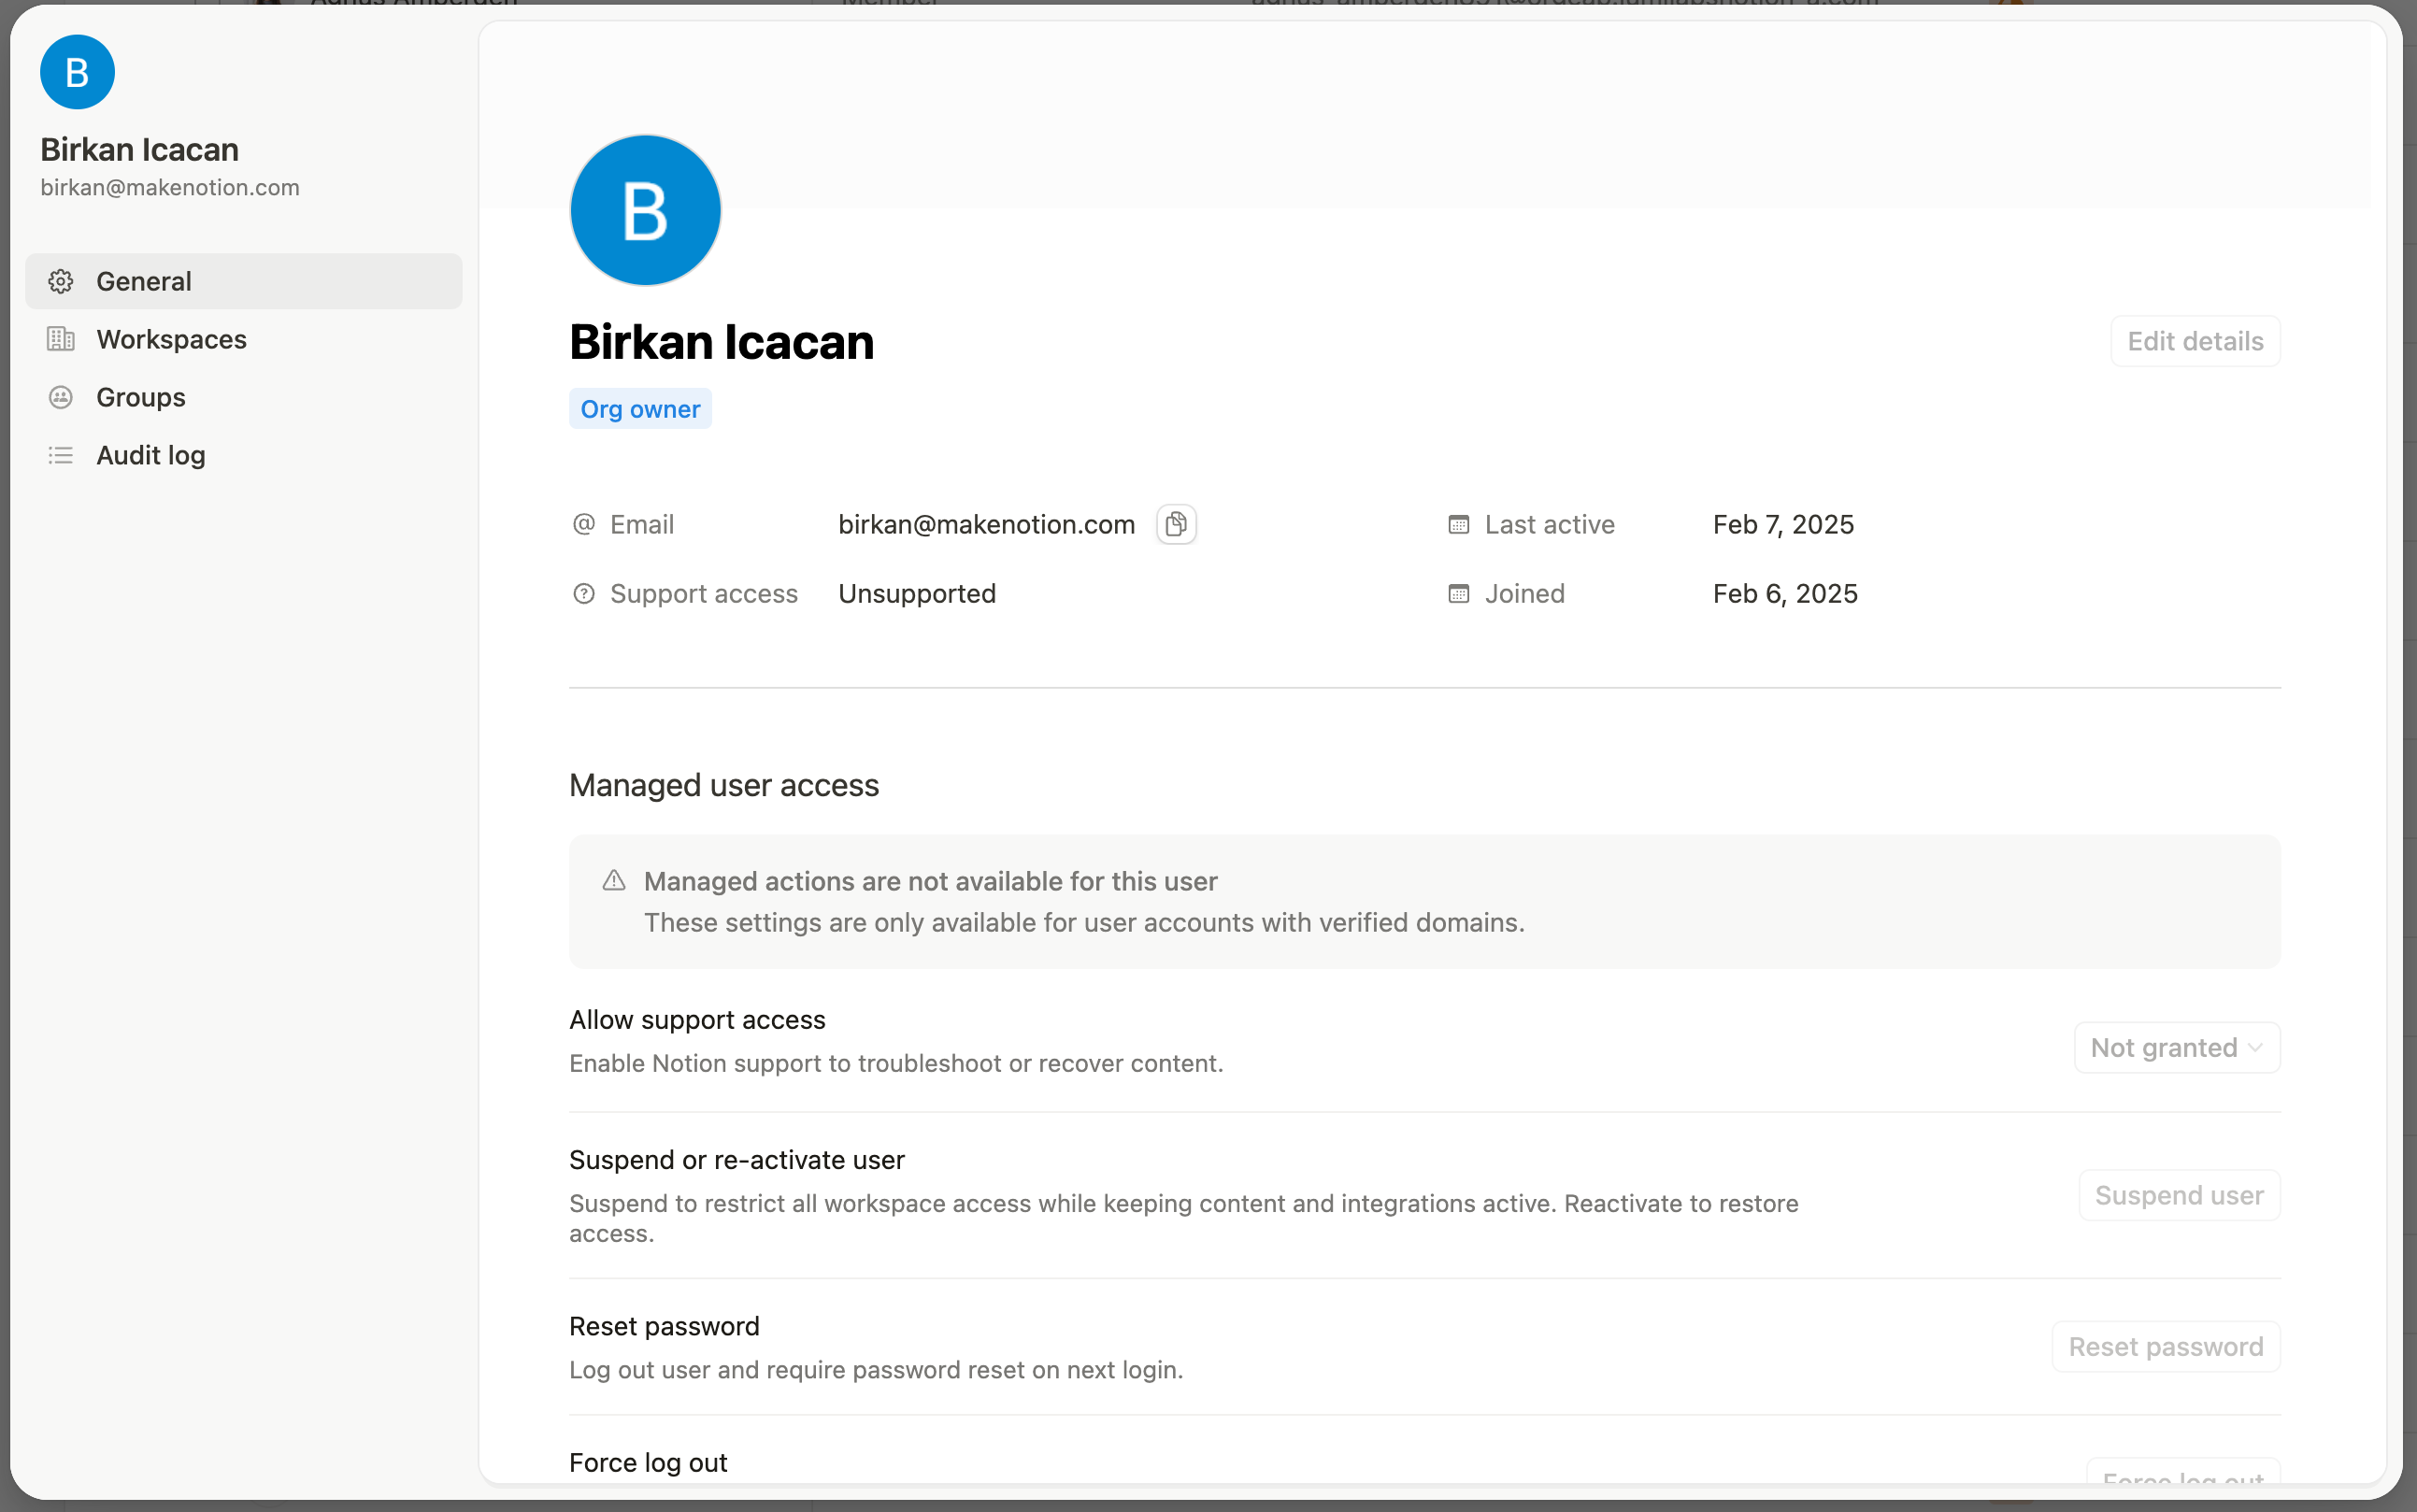 Member
B
Birkan Icacan
birkan@makenotion.com
General
Workspaces
Groups
Audit log
B
Birkan Icacan
Edit details
Org owner
@ Email
birkan@makenotion.com
Last active
Feb 7, 2025
Support access
Unsupported
Joined
Feb 6, 2025
Managed user access
Managed actions are not available for this user
These settings are only available for user accounts with verified domains.
Allow support access
Enable Notion support to troubleshoot or recover content.
Not granted
Suspend or re-activate user
Suspend to restrict all workspace access while keeping content and integrations active. Reactivate to restore
access.
Suspend user
Reset password
Log out user and require password reset on next login.
Reset password
Force log out
Force log out